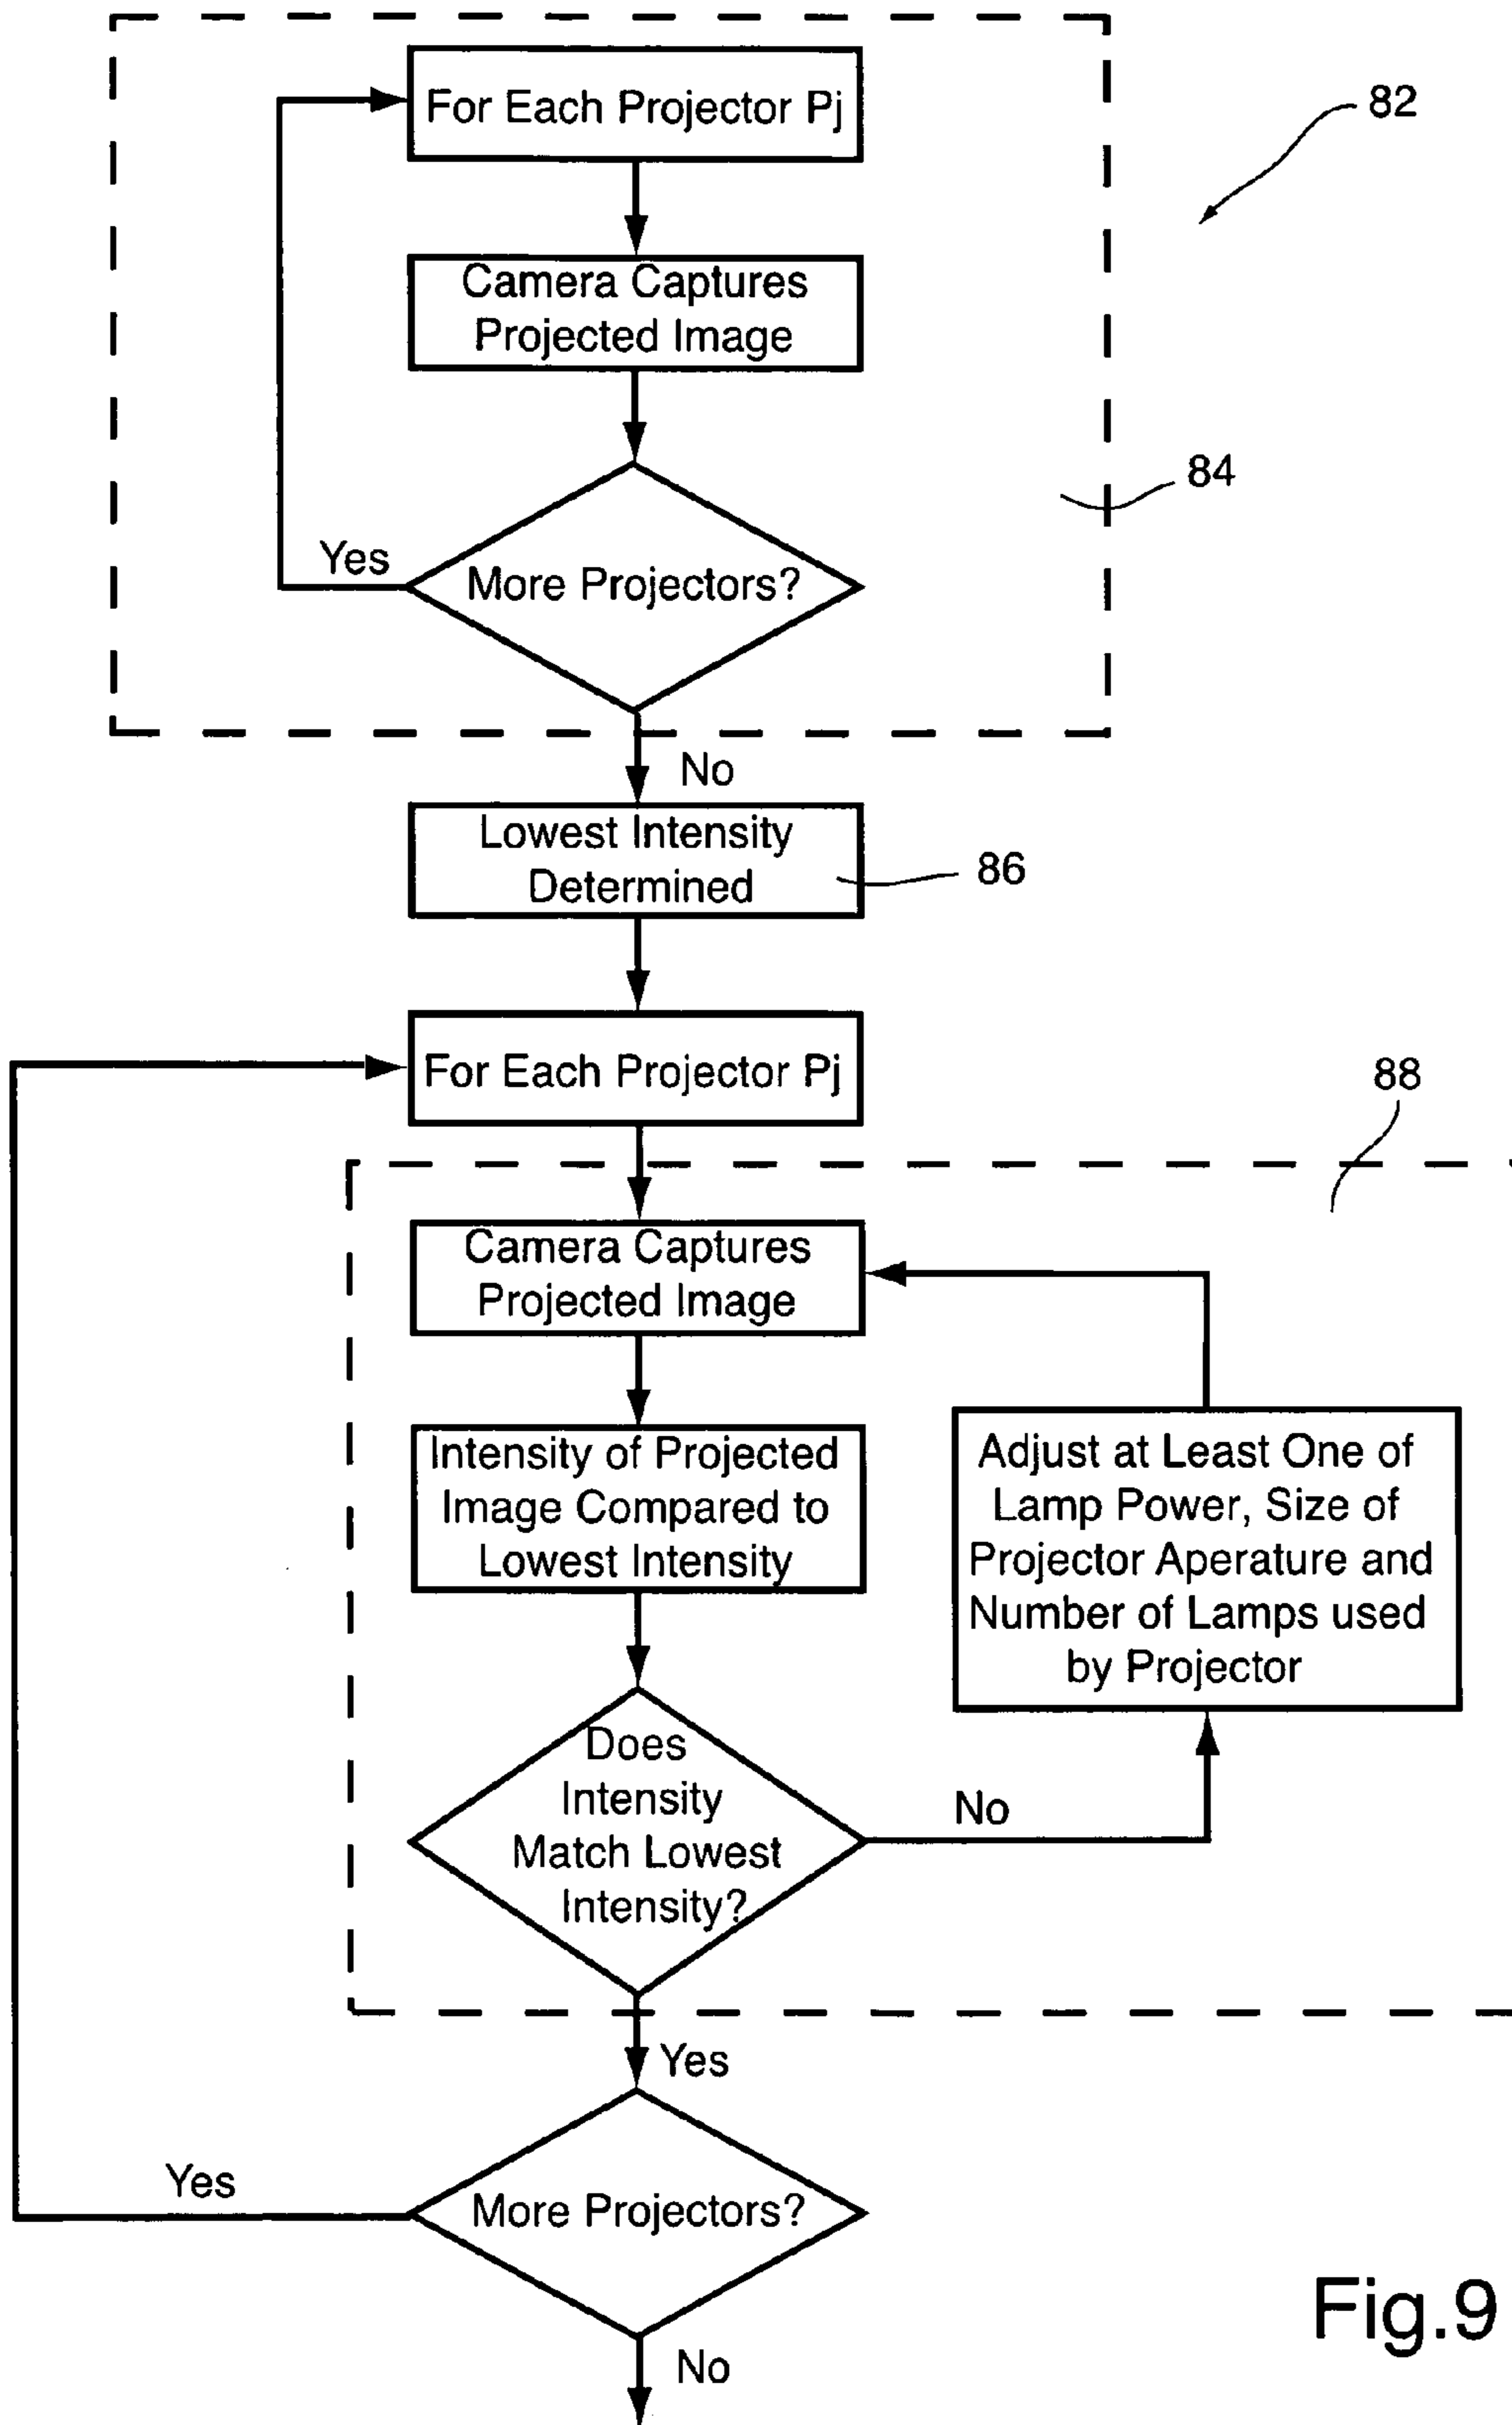 For Each Projector Pj
82
Camera Captures
Projected Image
84
Yes
More Projectors?
No
Lowest Intensity
Determined
86
For Each Projector Pj
88
Camera Captures
Projected Image
Intensity of Projected
Image Compared to
Lowest Intensity
Adjust at Least One of
Lamp Power, Size of
Projector Aperature and
Number of Lamps used
by Projector
Does
Intensity
Match Lowest
Intensity?
No
Yes
Yes
More Projectors?
No
Fig.9